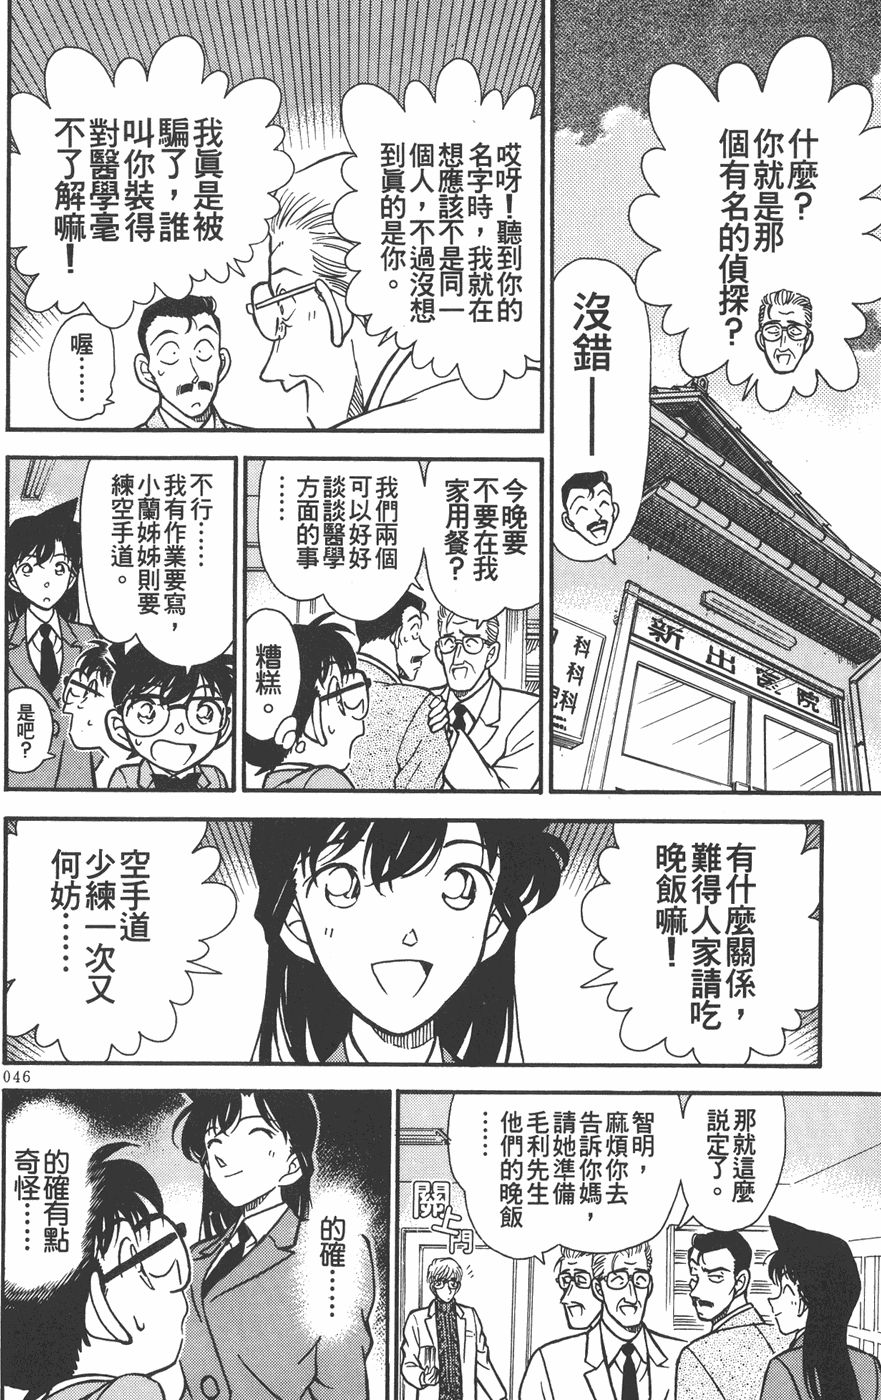 什麼?
你就是那
個有名的偵探?
沒錯——
新出醫院
科
科
科
哎呀!聽到你的
名字時,我就在
想應該不是同一
個人,不過沒想
到眞的是你。
我眞是被
騙了,誰
叫你裝得
對醫學毫
不了解嘛!
喔……
今晚要
不要在我
家用餐?
我們兩個
可以好好
談談醫學
方面的事
……
糟糕。
不行……
我有作業要寫,
小蘭姊姊則要
練空手道。
是吧?
有什麼關係,
難得人家請吃
晚飯嘛!
空手道
少練一次又
何妨……
046
那就這麼
說定了。
智明,
麻煩你去
告訴你媽,
請她準備
毛利先生
他們的晚飯
……
關上門
的確……
的確有點
奇怪……